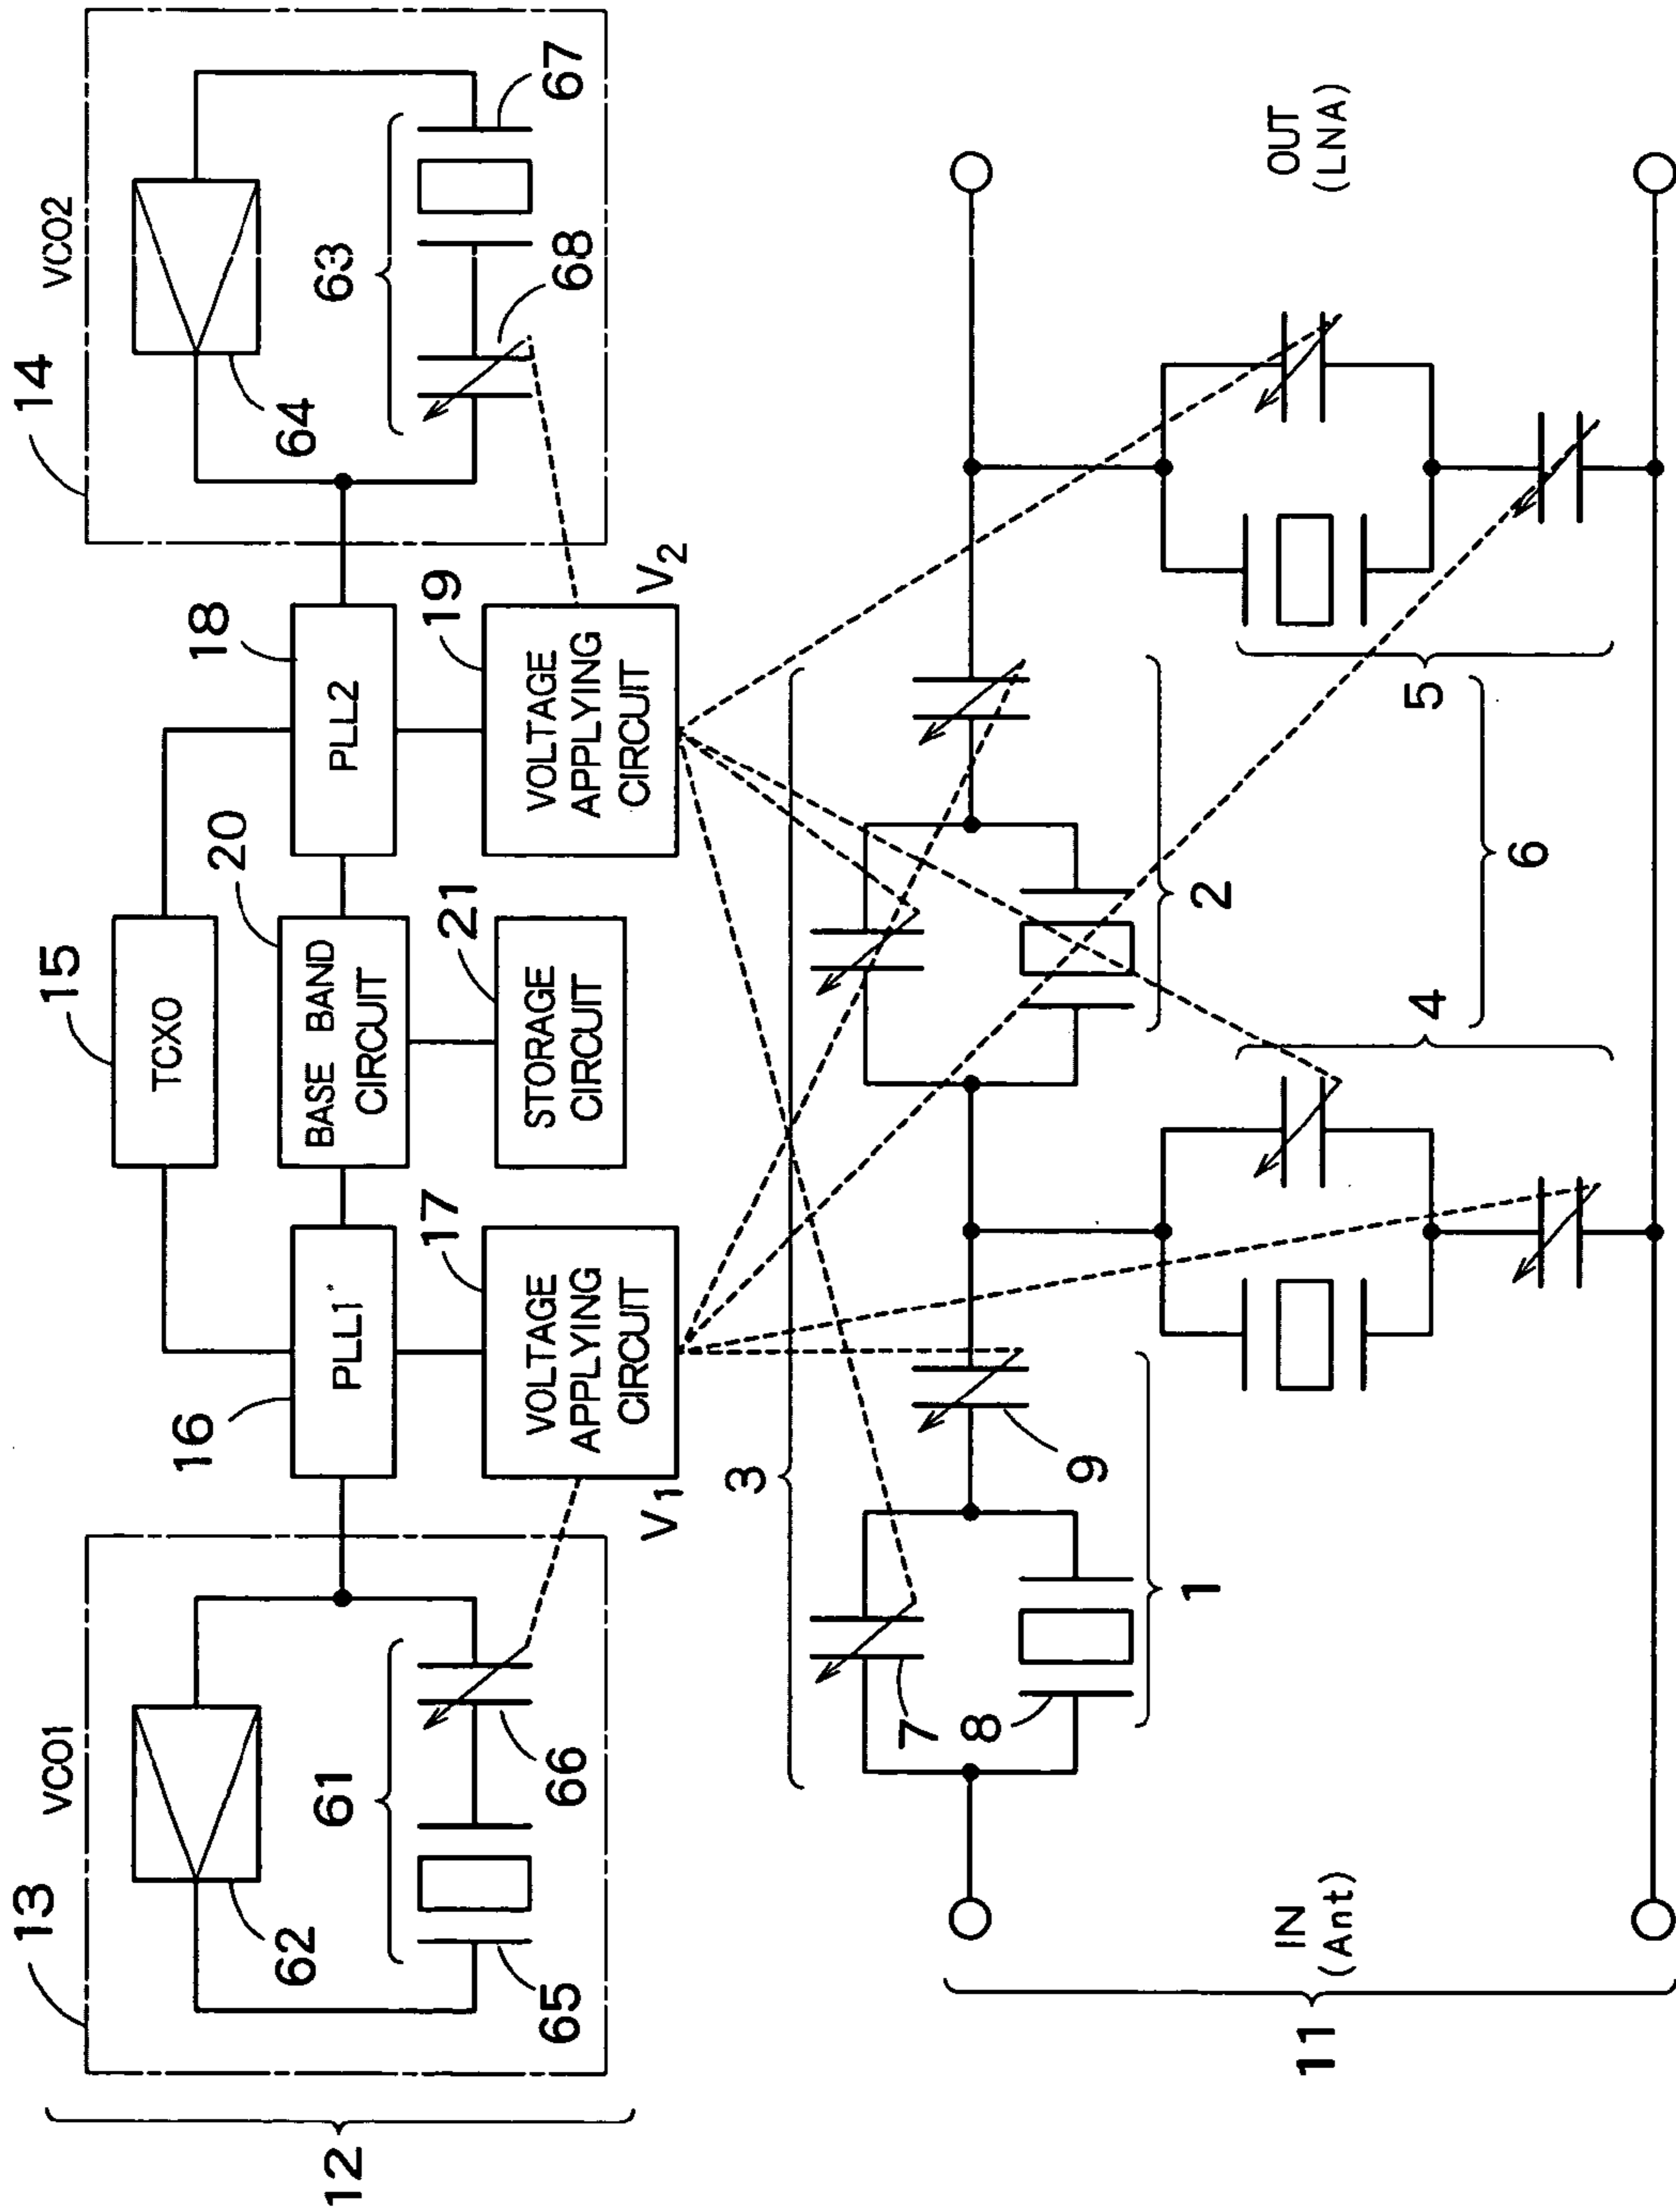 13
VCO1
14
VCO2
15
TCXO
62
64
20
BASE BAND
CIRCUIT
16
PLL1
18
PLL2
12
61
63
65
66
68
67
17
VOLTAGE
APPLYING
CIRCUIT
21
STORAGE
CIRCUIT
19
VOLTAGE
APPLYING
CIRCUIT
V1
V2
3
7
8
9
1
2
4
5
6
IN
(Ant)
OUT
(LNA)
11